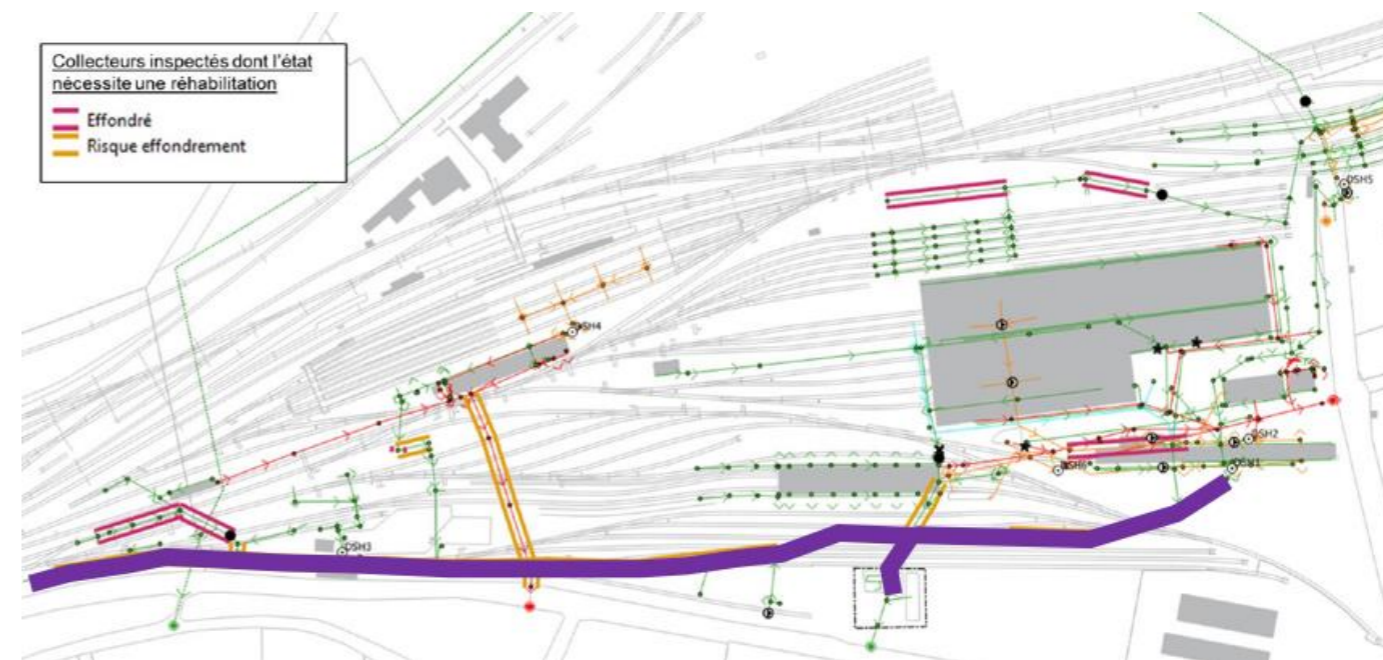 Collecteurs inspectés dont l'état
nécessite une réhabilitation
Effondré
Risque effondrement
DSH5
DSH4
DSH2
DSH1
DSH3